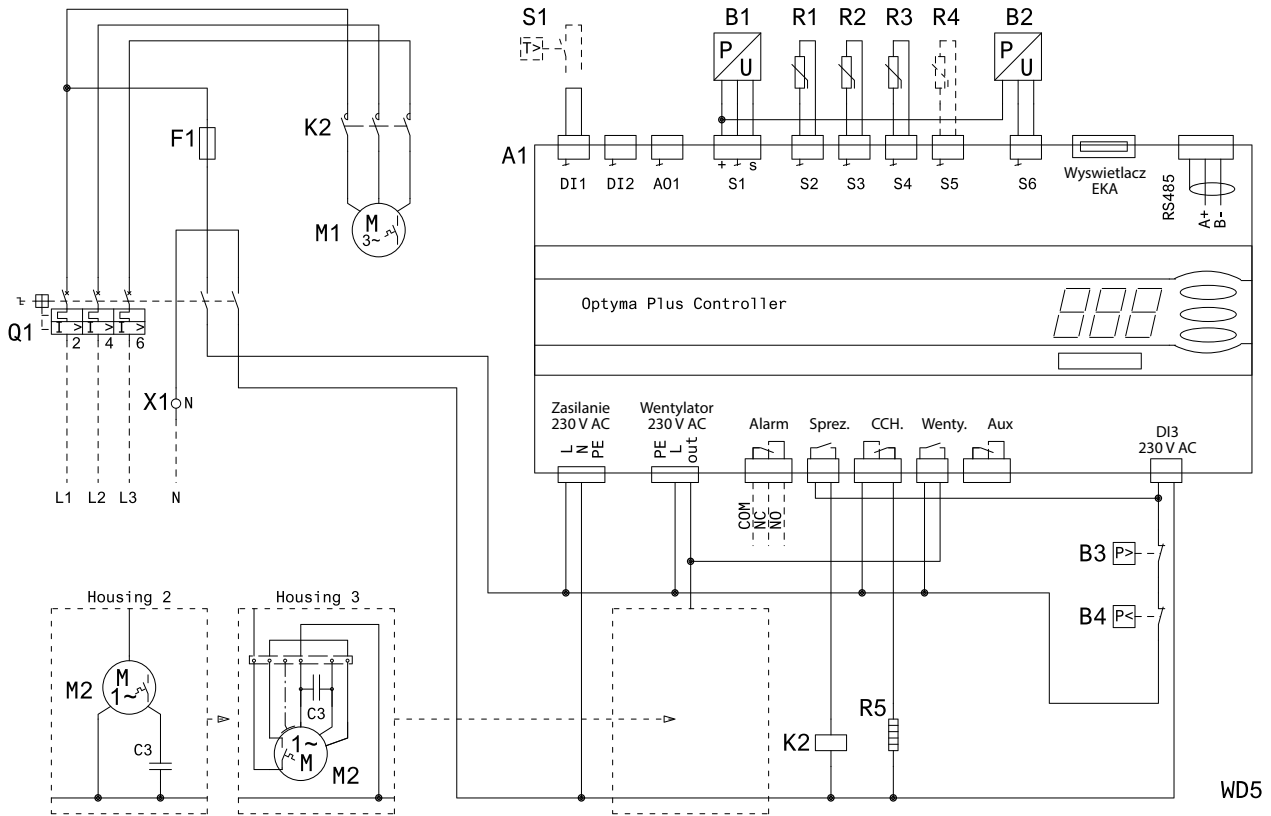 S1 B1 R1 R2 R3 R4 B2
T> P U P U
F1 K2
A1
+ - s
DI1 DI2 AO1 S1 S2 S3 S4 S5 S6
Wyswietlacz
EKA
RS485
A+
B-
M1
M
3~
Optyma Plus Controller
Q1
I > I > I >
2 4 6
X1 N
L1 L2 L3 N
Zasilanie
230 V AC
L
N
PE
Wentylator
230 V AC
PE
L
out
Alarm Sprez. CCH. Wenty. Aux
DI3
230 V AC
COM
NC
NO
B3 P>
B4 P<
Housing 2 Housing 3
M2
M
1~
C3
C3
1~
M
M2
K2
R5
WD5